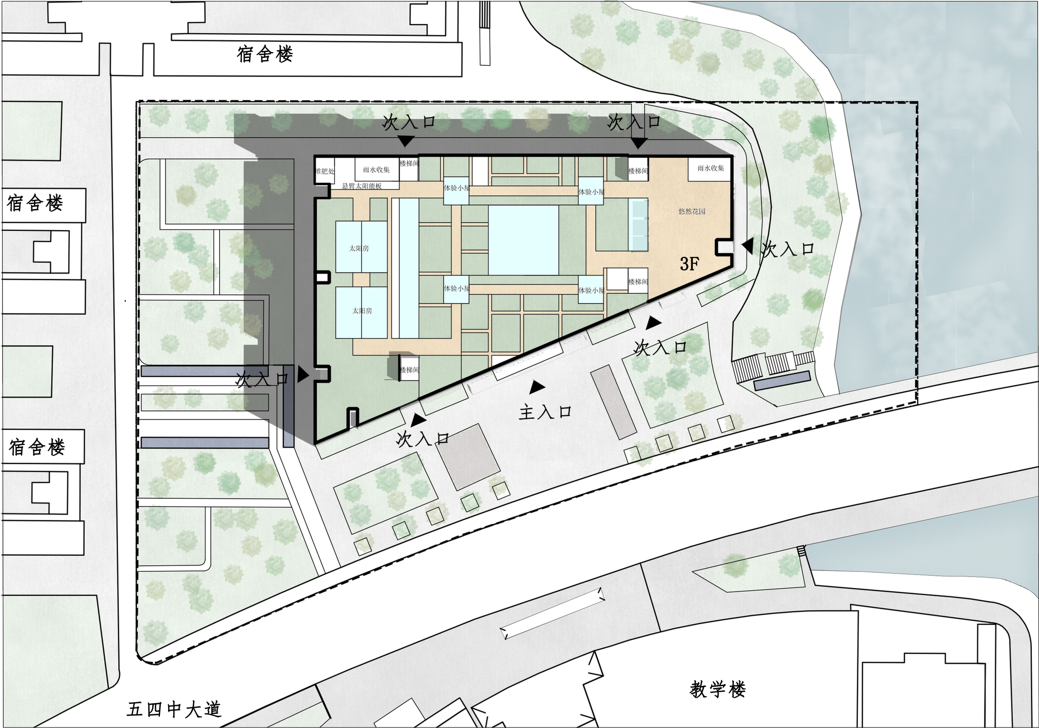 宿舍楼
次入口
次入口
楼梯间
堆肥处
雨水收集
楼梯间
雨水收集
悬臂太阳能板
体验小屋
体验小屋
宿舍楼
悠然花园
太阳房
次入口
3F
楼梯间
体验小屋
体验小屋
太阳房
次入口
楼梯间
次入口
主入口
次入口
宿舍楼
教学楼
五四中大道